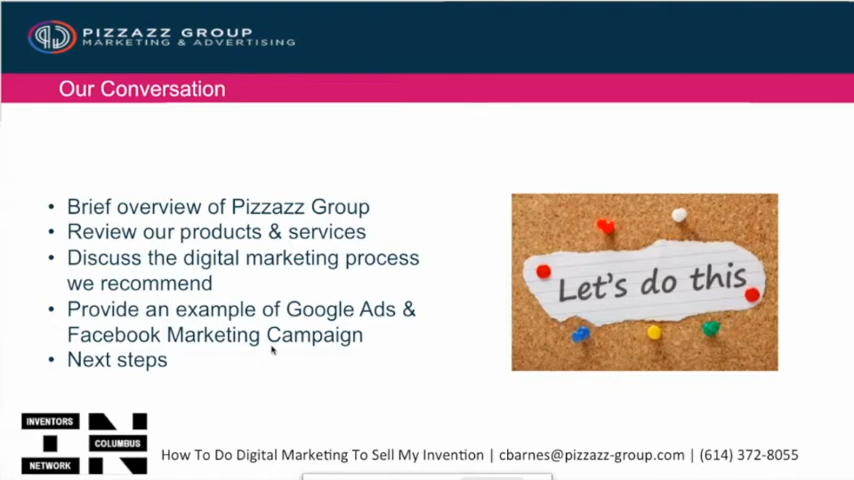 PIZZAZZ GROUP
MARKETING & ADVERTISING
Our Conversation
• Brief overview of Pizzazz Group
• Review our products & services
• Discuss the digital marketing process
we recommend
• Provide an example of Google Ads &
Facebook Marketing Campaign
• Next steps
Let's do this
INVENTORS
COLUMBUS
NETWORK
How To Do Digital Marketing To Sell My Invention | cbarnes@pizzazz-group.com | (614) 372-8055